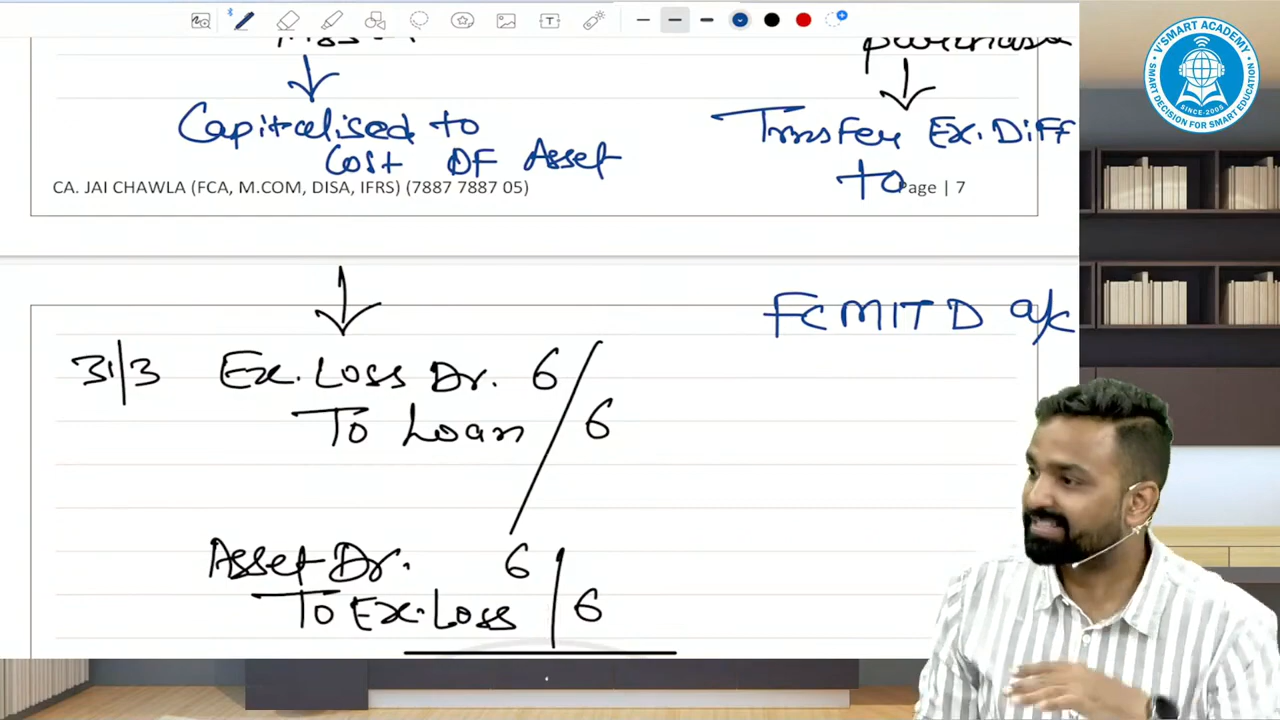 Capitalised to
Cost OF Asset
Transfer Ex. Diff
to
CA. JAI CHAWLA (FCA, M.COM, DISA, IFRS) (7887 7887 05)
Page | 7
FCMITD a/c
31/3 Ex. Loss Dr. 6
To Loan 6
Asset Dr. 6
To Ex. Loss 6
V'SMART ACADEMY
SINCE-2005
SMART DECISION FOR SMART EDUCATION